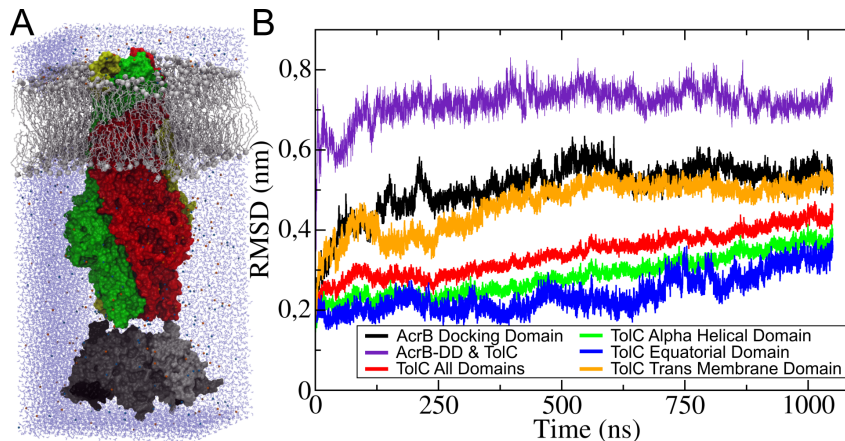 A
B
RMSD (nm)
0,8
0,6
0,4
0,2
0
AcrB Docking Domain
AcrB-DD & TolC
TolC All Domains
TolC Alpha Helical Domain
TolC Equatorial Domain
TolC Trans Membrane Domain
0 250 500 750 1000
Time (ns)